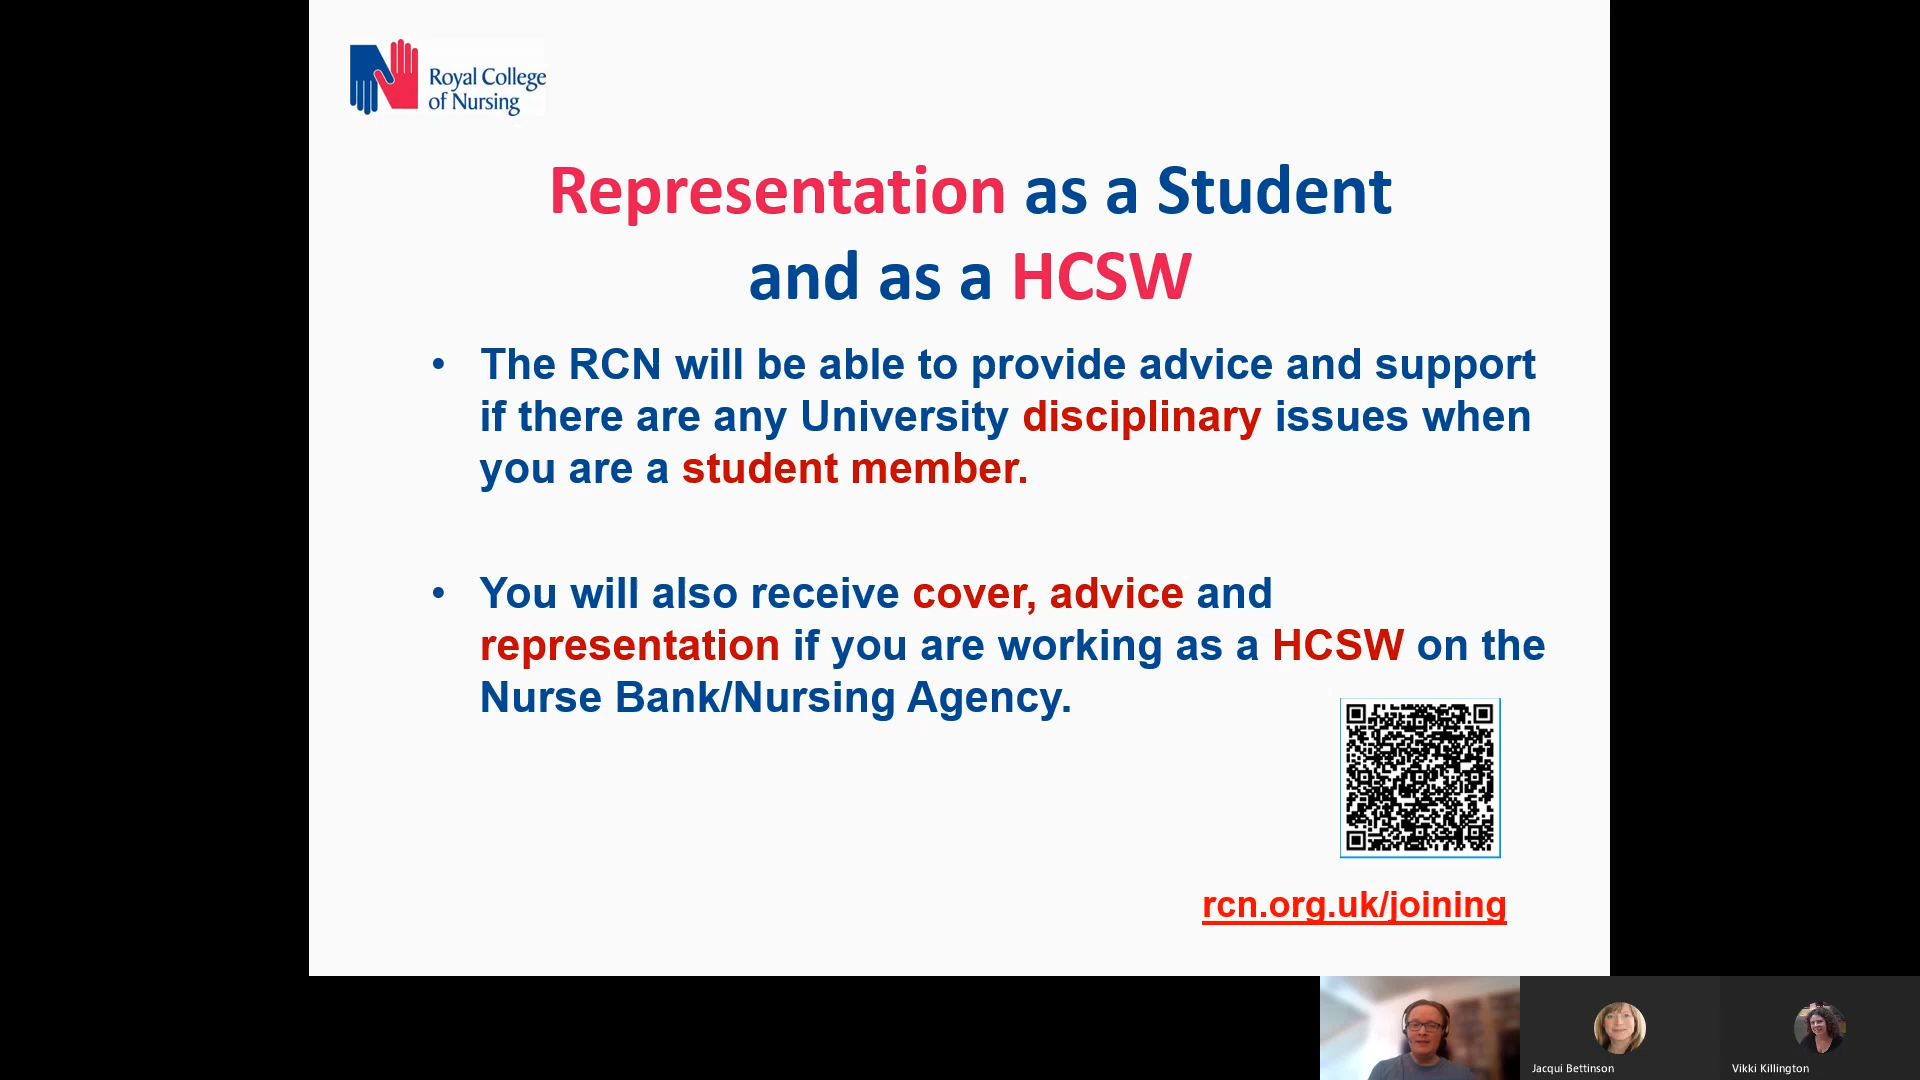 Royal College
of Nursing
Representation as a Student
and as a HCSW
• The RCN will be able to provide advice and support
if there are any University disciplinary issues when
you are a student member.
• You will also receive cover, advice and
representation if you are working as a HCSW on the
Nurse Bank/Nursing Agency.
rcn.org.uk/joining
Jacqui Bettinson
Vikki Killington